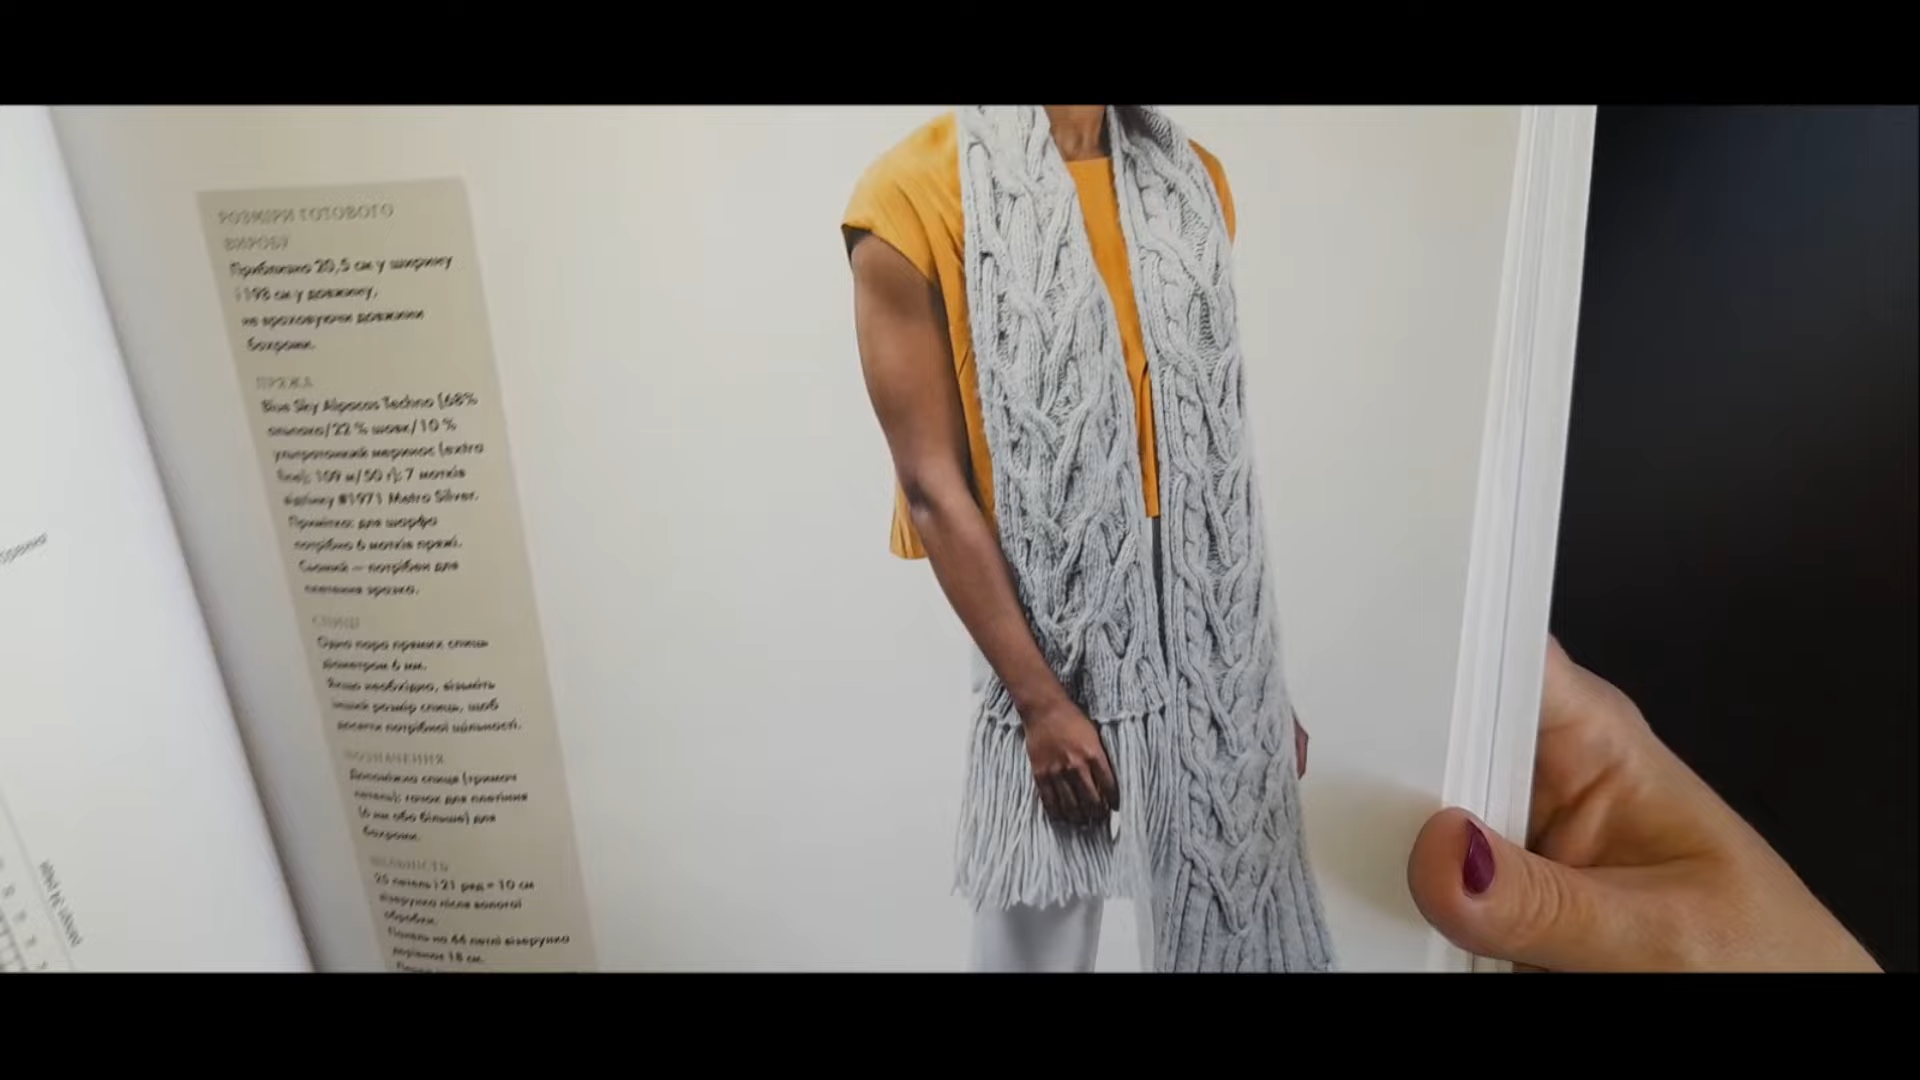 РОЗМІРИ ГОТОВОГО
ВИРОБУ
Приблизно 20,5 см у ширину
і 198 см у довжину,
не враховуючи довжини
бахроми.
ПРЯЖА
Blue Sky Alpacas Techno (68%
альпака/22 % шовк/10 %
ультратонкий меринос (extra
fine); 109 м/50 г); 7 мотків
відтінку #1971 Metro Silver.
Примітка: для шарфа
потрібно 6 мотків пряжі.
Сьомий — потрібен для
плетіння зразка.
СПИЦІ
Одна пара прямих спиць
діаметром 6 мм.
Якщо необхідно, візьміть
інший розмір спиць, щоб
досягти потрібної щільності.
Допоміжна спиця (тримач
петель); гачок для плетіння
(6 мм або більше) для
бахроми.
ЩІЛЬНІСТЬ
25 петель і 21 ряд = 10 см
візерунка після вологої
обробки.
Панель на 44 петлі візерунка
дорівнює 18 см.